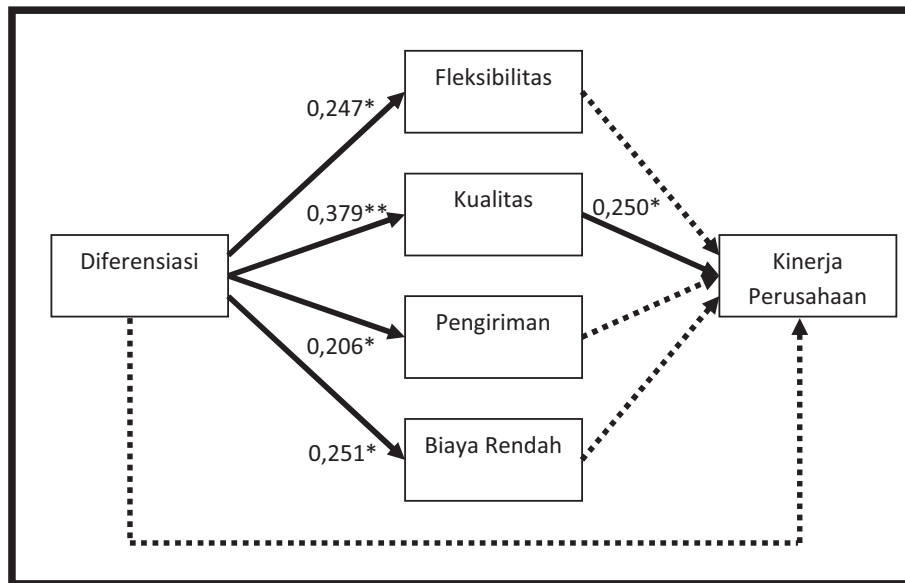 Fleksibilitas
0,247*
Kualitas
0,379**
0,250*
Diferensiasi
Kinerja
Perusahaan
Pengiriman
0,206*
Biaya Rendah
0,251*